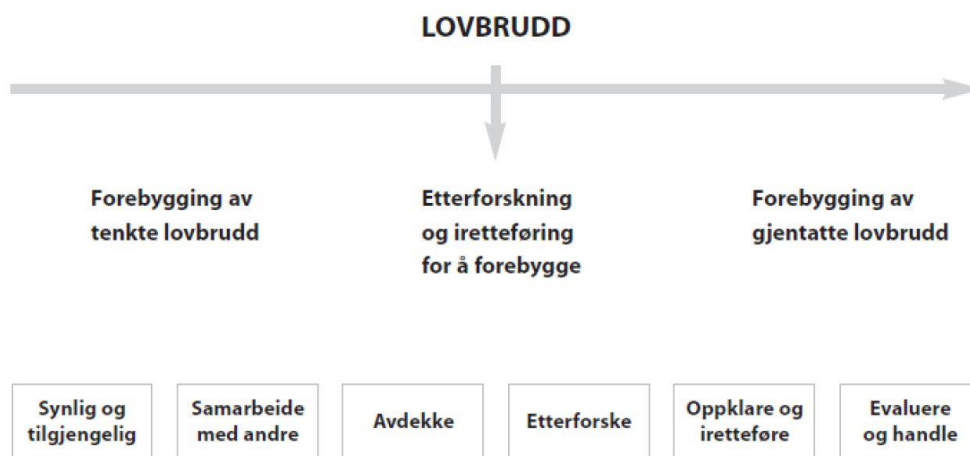 LOVBRUDD
Forebygging av
tenkte lovbrudd
Etterforskning
og iretteføring
for å forebygge
Forebygging av
gjentatte lovbrudd
Synlig og
tilgjengelig
Samarbeide
med andre
Avdekke
Etterforske
Oppklare og
iretteføre
Evaluere
og handle